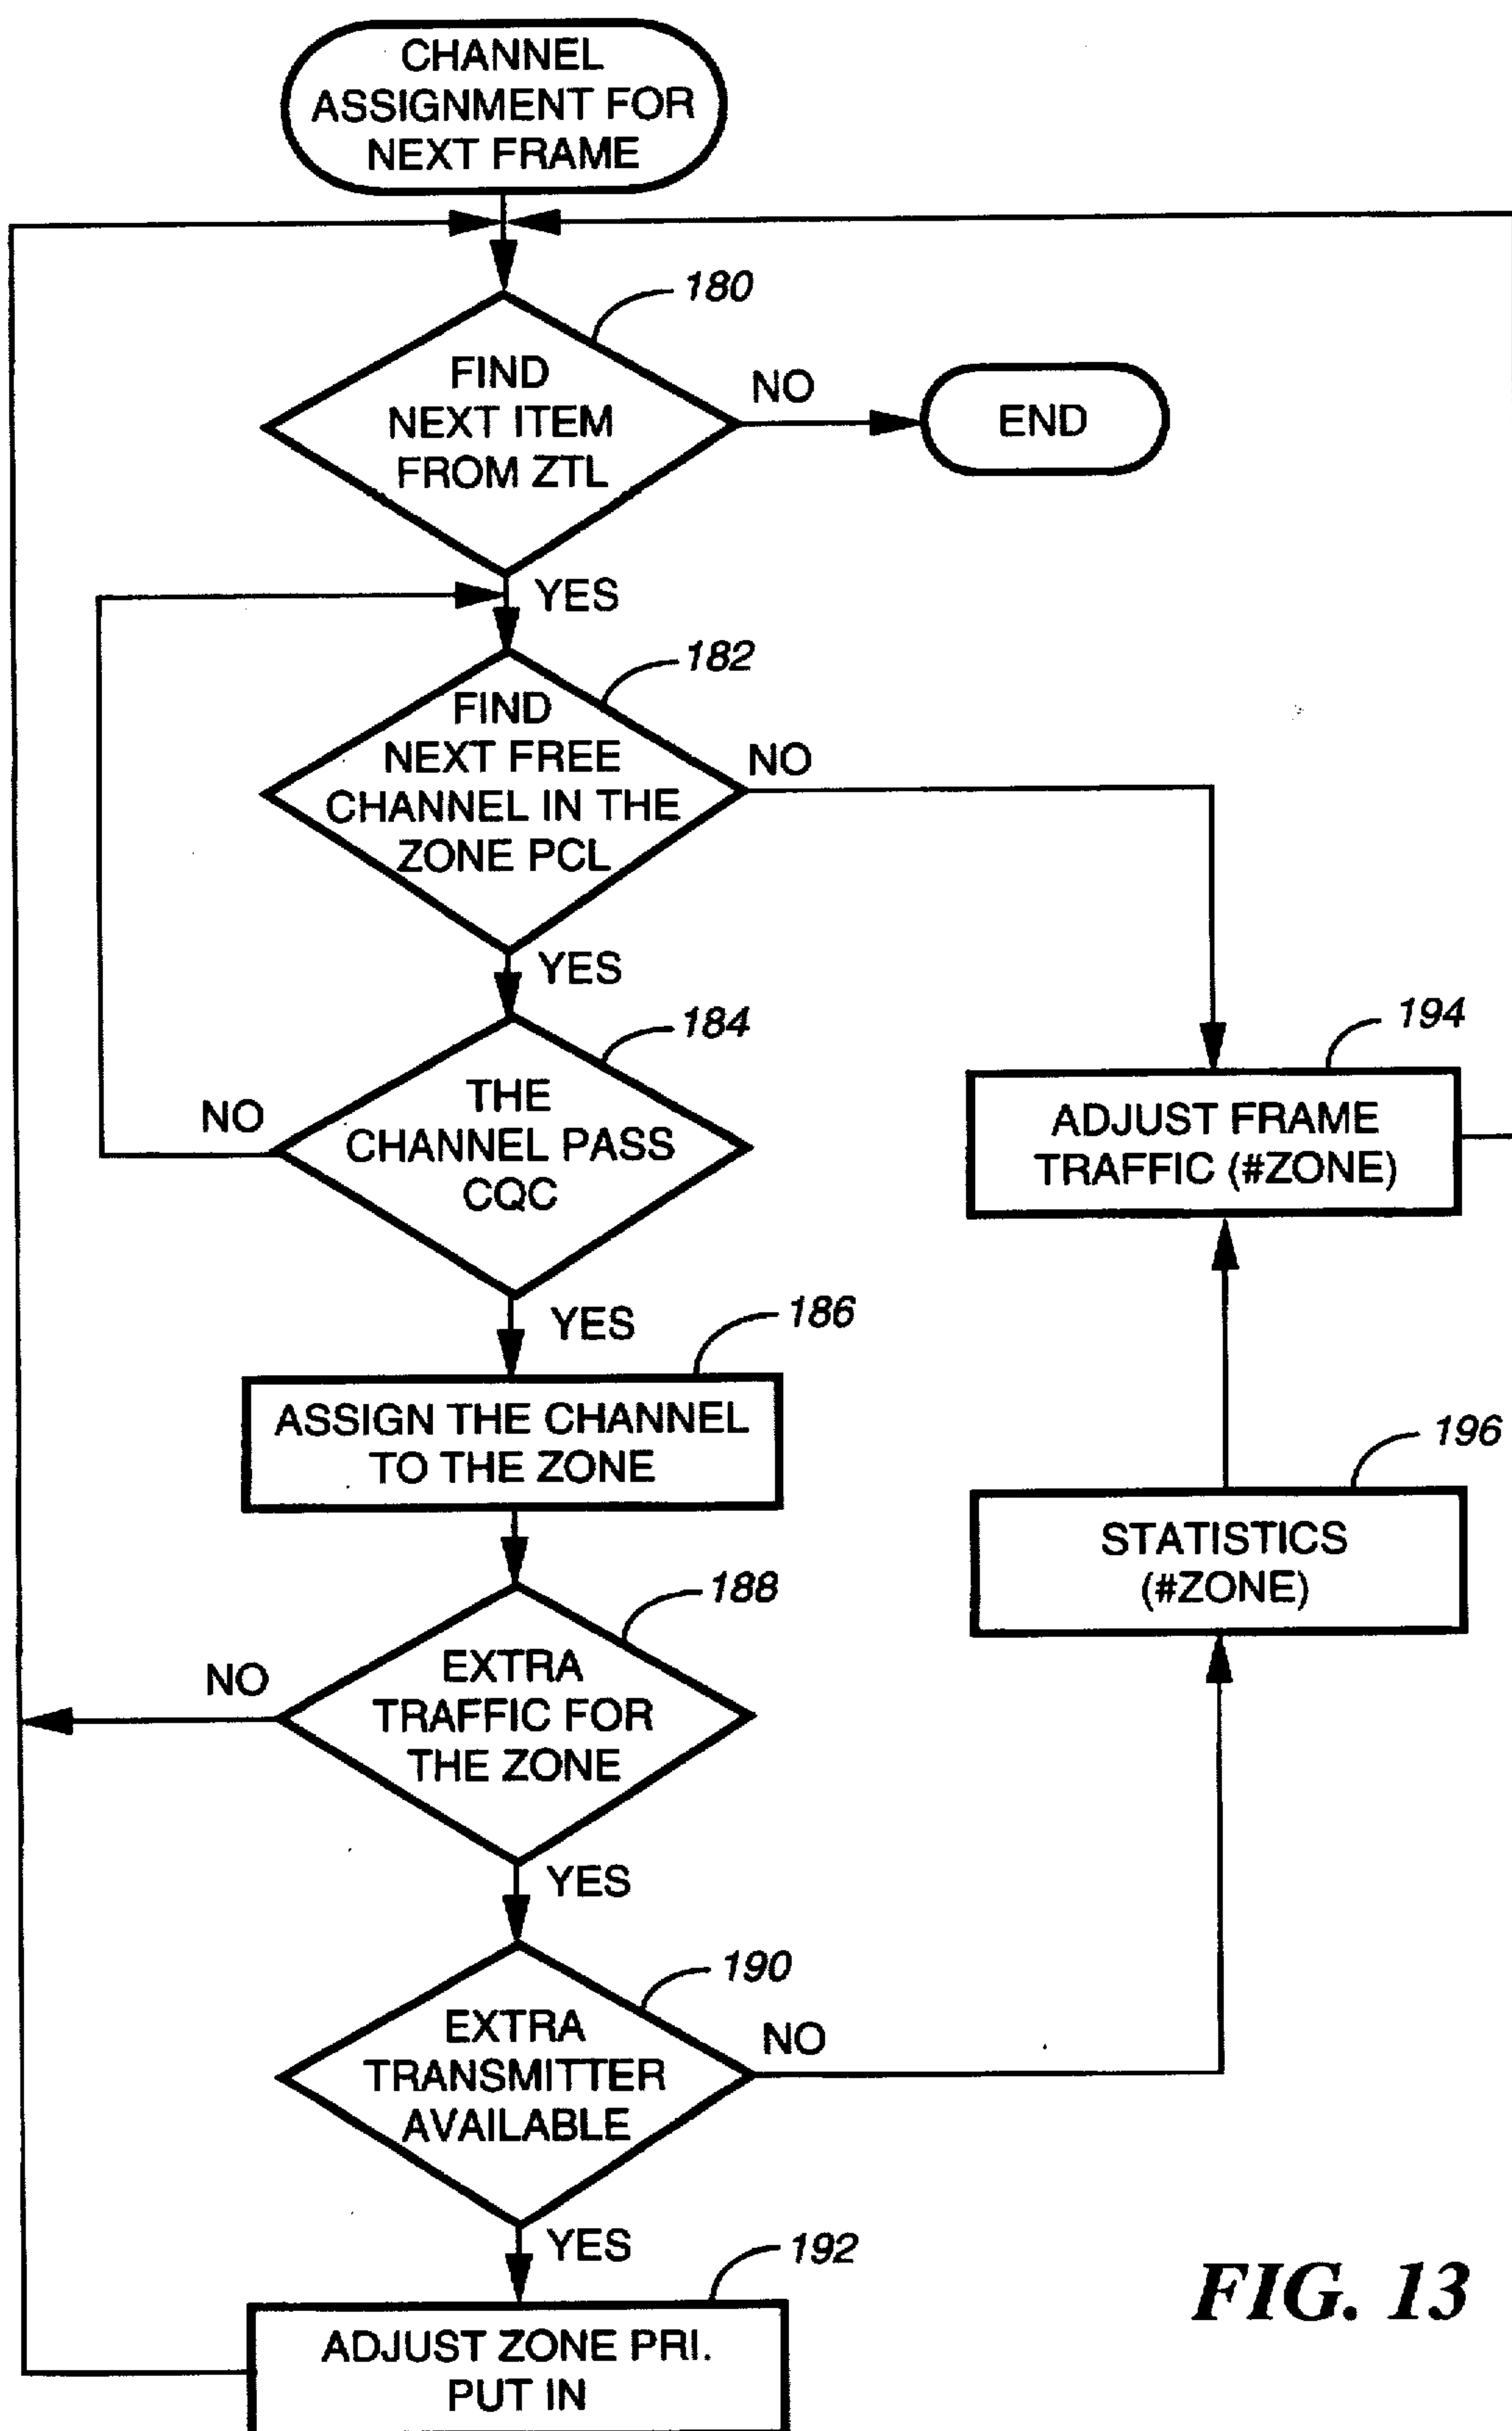 CHANNEL
ASSIGNMENT FOR
NEXT FRAME
180
FIND
NEXT ITEM
FROM ZTL
NO
END
YES
182
FIND
NEXT FREE
CHANNEL IN THE
ZONE PCL
NO
YES
184
THE
CHANNEL PASS
CQC
NO
194
ADJUST FRAME
TRAFFIC (#ZONE)
YES
186
ASSIGN THE CHANNEL
TO THE ZONE
196
STATISTICS
(#ZONE)
188
EXTRA
TRAFFIC FOR
THE ZONE
NO
YES
190
EXTRA
TRANSMITTER
AVAILABLE
NO
YES
192
ADJUST ZONE PRI.
PUT IN
FIG. 13